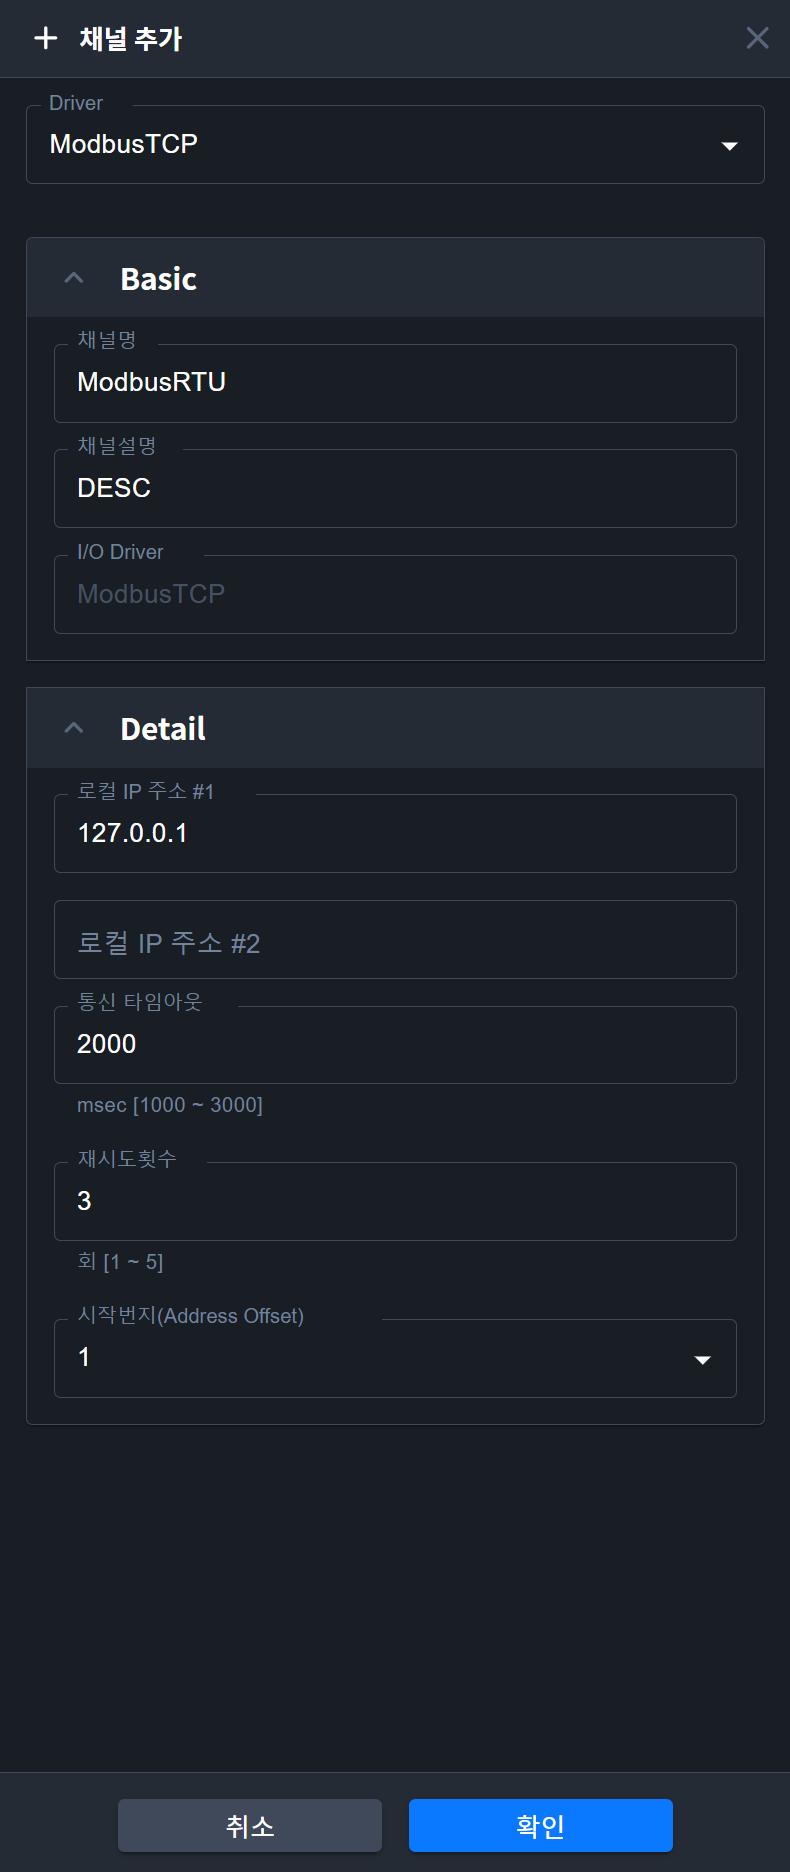 채널 추가
Driver
ModbusTCP
Basic
채널명
ModbusRTU
채널설명
DESC
I/O Driver
ModbusTCP
Detail
로컬 IP 주소 #1
127.0.0.1
로컬 IP 주소 #2
통신 타임아웃
2000
msec [1000 ~ 3000]
재시도횟수
3
회 [1 ~ 5]
시작번지(Address Offset)
1
취소 확인